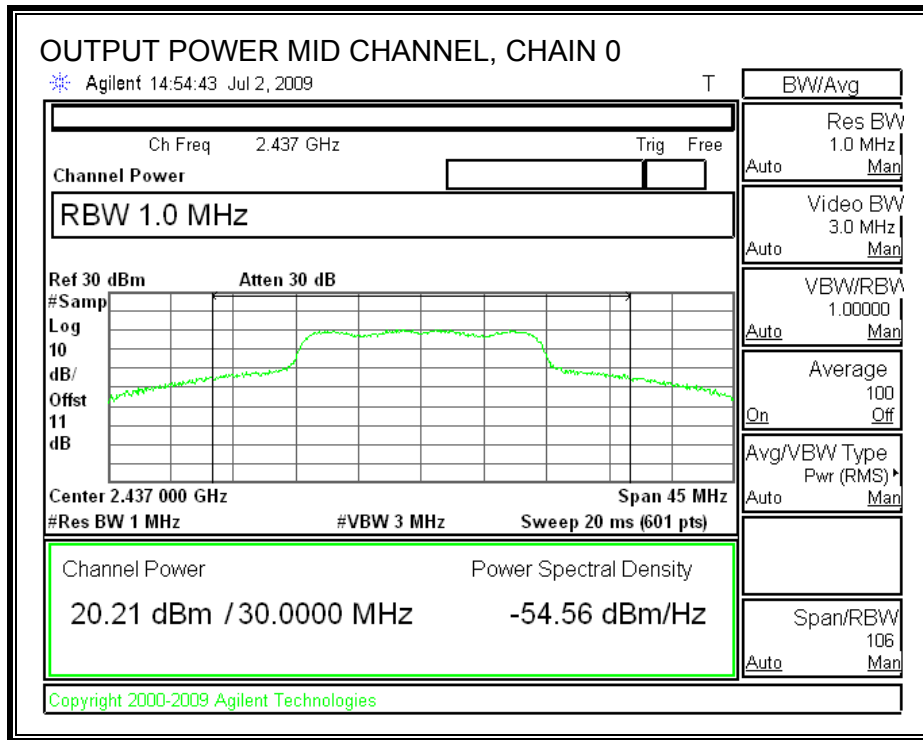 OUTPUT POWER MID CHANNEL, CHAIN 0
Agilent 14:54:43 Jul 2, 2009 T
Ch Freq 2.437 GHz Trig Free
Channel Power
RBW 1.0 MHz
Ref 30 dBm Atten 30 dB
#Samp
Log
10
dB/
Offst
11
dB
Center 2.437 000 GHz Span 45 MHz
#Res BW 1 MHz #VBW 3 MHz Sweep 20 ms (601 pts)
Channel Power Power Spectral Density
20.21 dBm / 30.0000 MHz -54.56 dBm/Hz
Copyright 2000-2009 Agilent Technologies
BW/Avg
Res BW
1.0 MHz
Auto Man
Video BW
3.0 MHz
Auto Man
VBW/RBW
1.00000
Auto Man
Average
100
On Off
Avg/VBW Type
Pwr (RMS)
Auto Man
Span/RBW
106
Auto Man